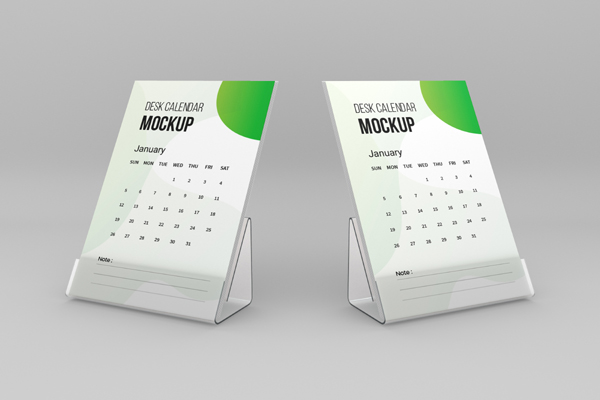 DESK CALENDAR
MOCKUP
January
SUN MON TUE WED THU FRI SAT
1 2 3 4
5 6 7 8 9 10 11
12 13 14 15 16 17 18
19 20 21 22 23 24 25
26 27 28 29 30 31
Note :
DESK CALENDAR
MOCKUP
January
SUN MON TUE WED THU FRI SAT
1 2 3 4
5 6 7 8 9 10 11
12 13 14 15 16 17 18
19 20 21 22 23 24 25
26 27 28 29 30 31
Note :